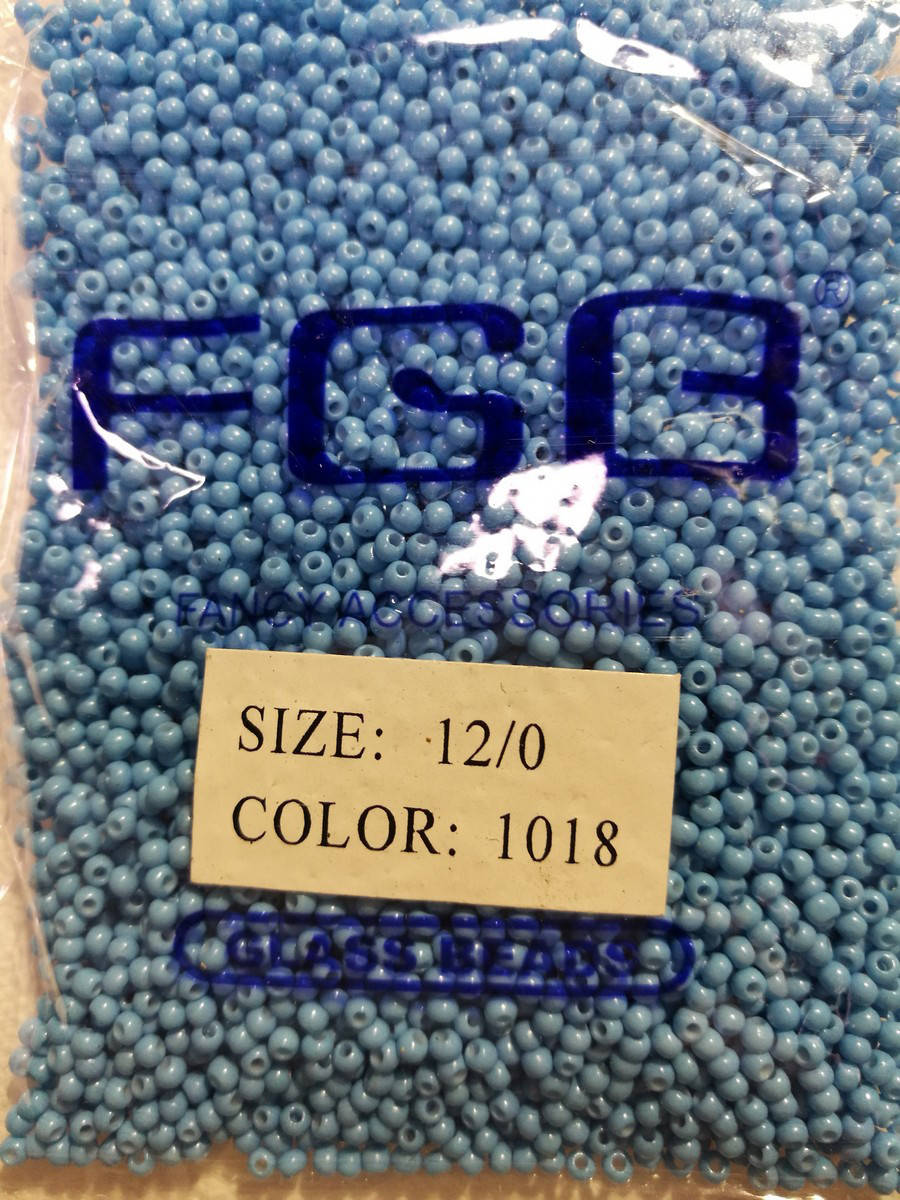 FGB®
FANCY ACCESSORIES
SIZE: 12/0
COLOR: 1018
GLASS BEADS